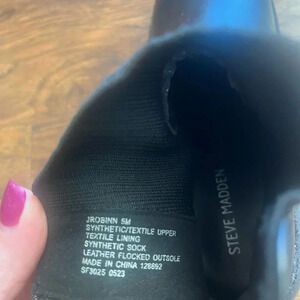 JROBINN 5M
SYNTHETIC/TEXTILE UPPER
TEXTILE LINING
SYNTHETIC SOCK
LEATHER FLOCKED OUTSOLE
MADE IN CHINA 128692
SF3025 0523
STEVE MADDEN